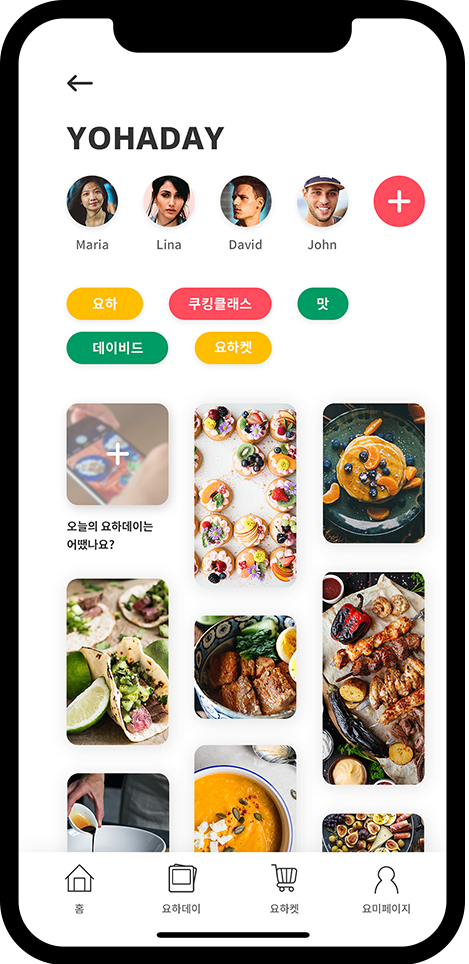 YOHADAY
Maria
Lina
David
John
요하
쿠킹클래스
맛
데이비드
요하켓
오늘의 요하데이는
어땠나요?
홈
요하데이
요하켓
요미페이지